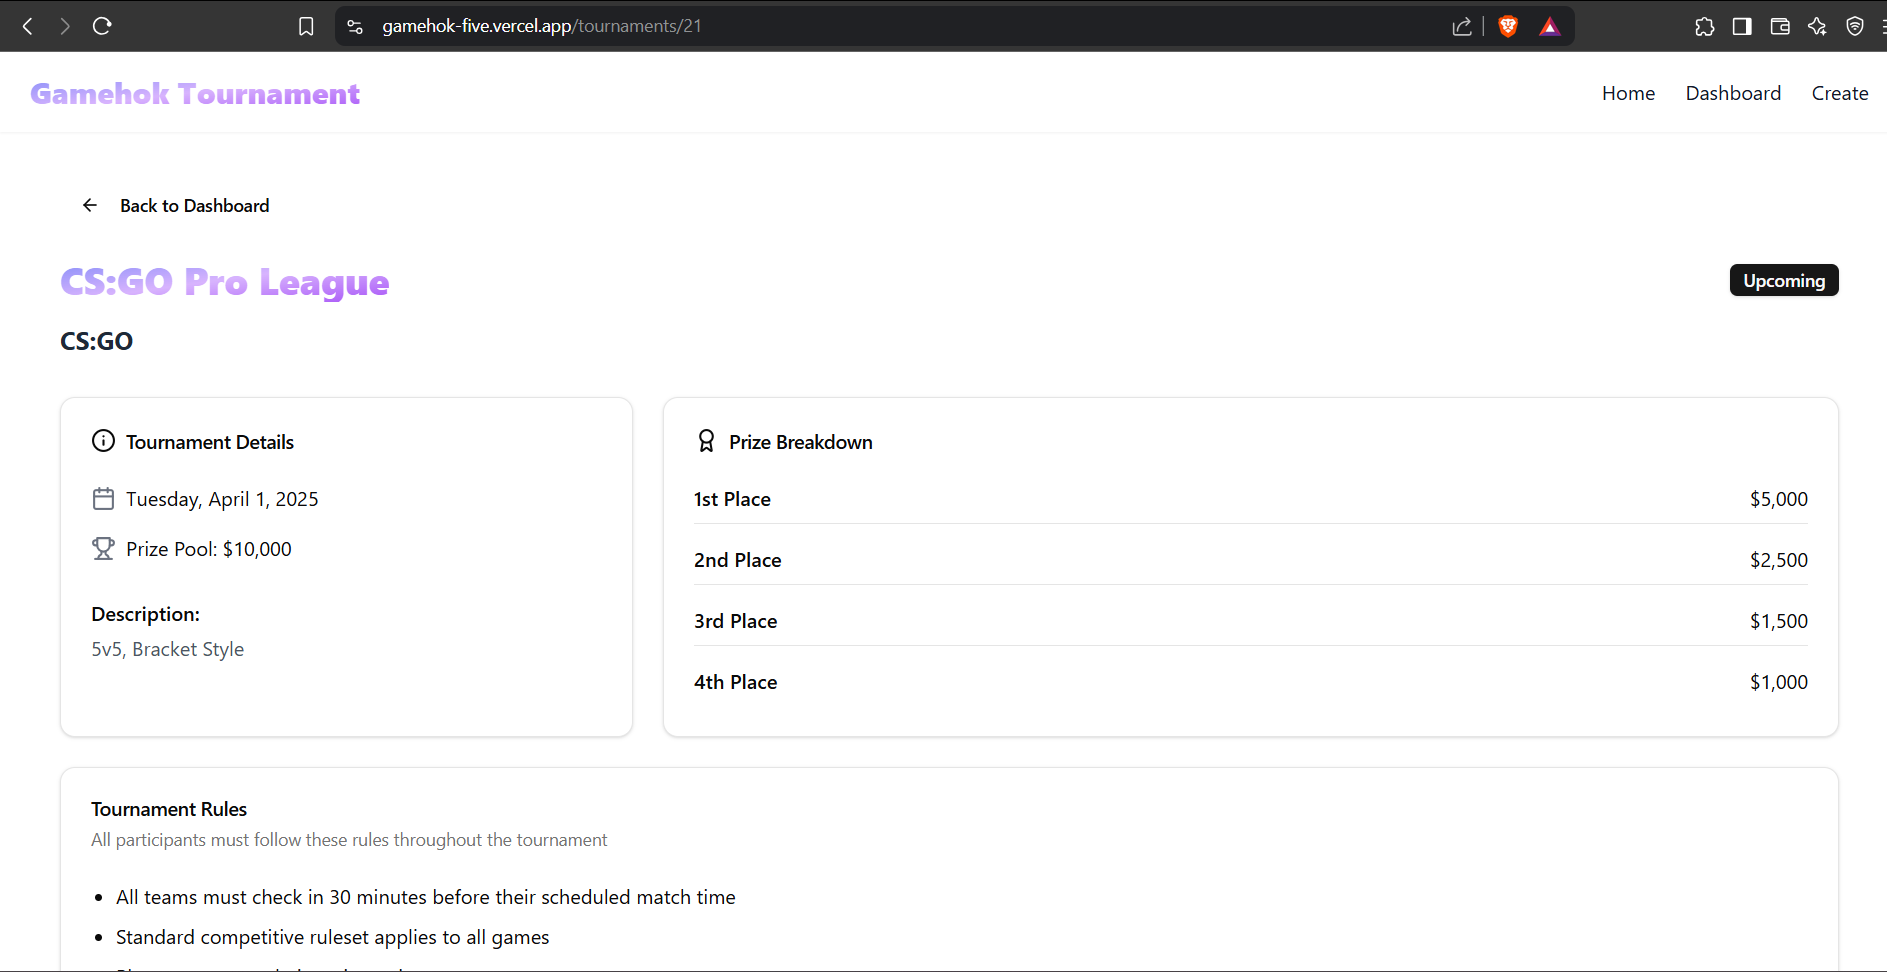 gamehok-five.vercel.app/tournaments/21
Gamehok Tournament
Home
Dashboard
Create
Back to Dashboard
CS:GO Pro League
Upcoming
CS:GO
Tournament Details
Tuesday, April 1, 2025
Prize Pool: $10,000
Description:
5v5, Bracket Style
Prize Breakdown
1st Place
$5,000
2nd Place
$2,500
3rd Place
$1,500
4th Place
$1,000
Tournament Rules
All participants must follow these rules throughout the tournament
• All teams must check in 30 minutes before their scheduled match time
• Standard competitive ruleset applies to all games